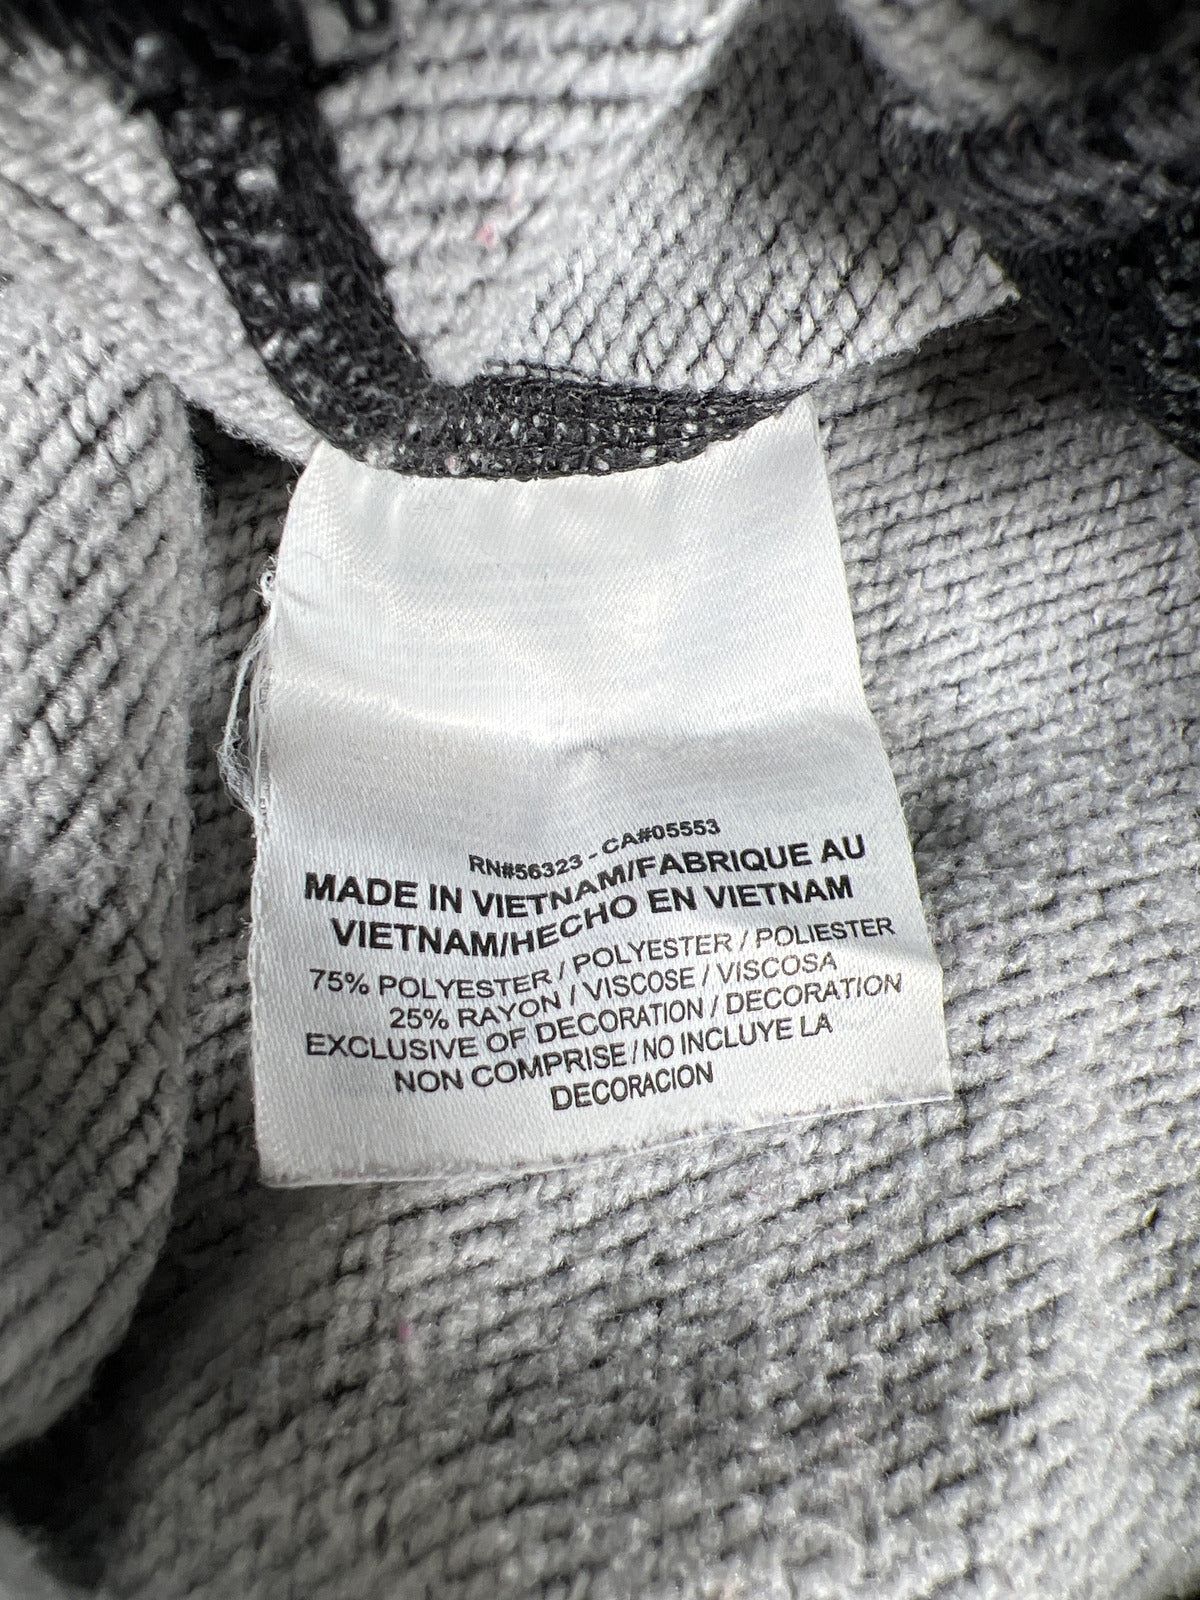 RN#56323 - CA#05553
MADE IN VIETNAM/FABRIQUE AU
VIETNAM/HECHO EN VIETNAM
75% POLYESTER / POLYESTER / POLIESTER
25% RAYON / VISCOSE / VISCOSA
EXCLUSIVE OF DECORATION / DECORATION
NON COMPRISE / NO INCLUYE LA
DECORACION